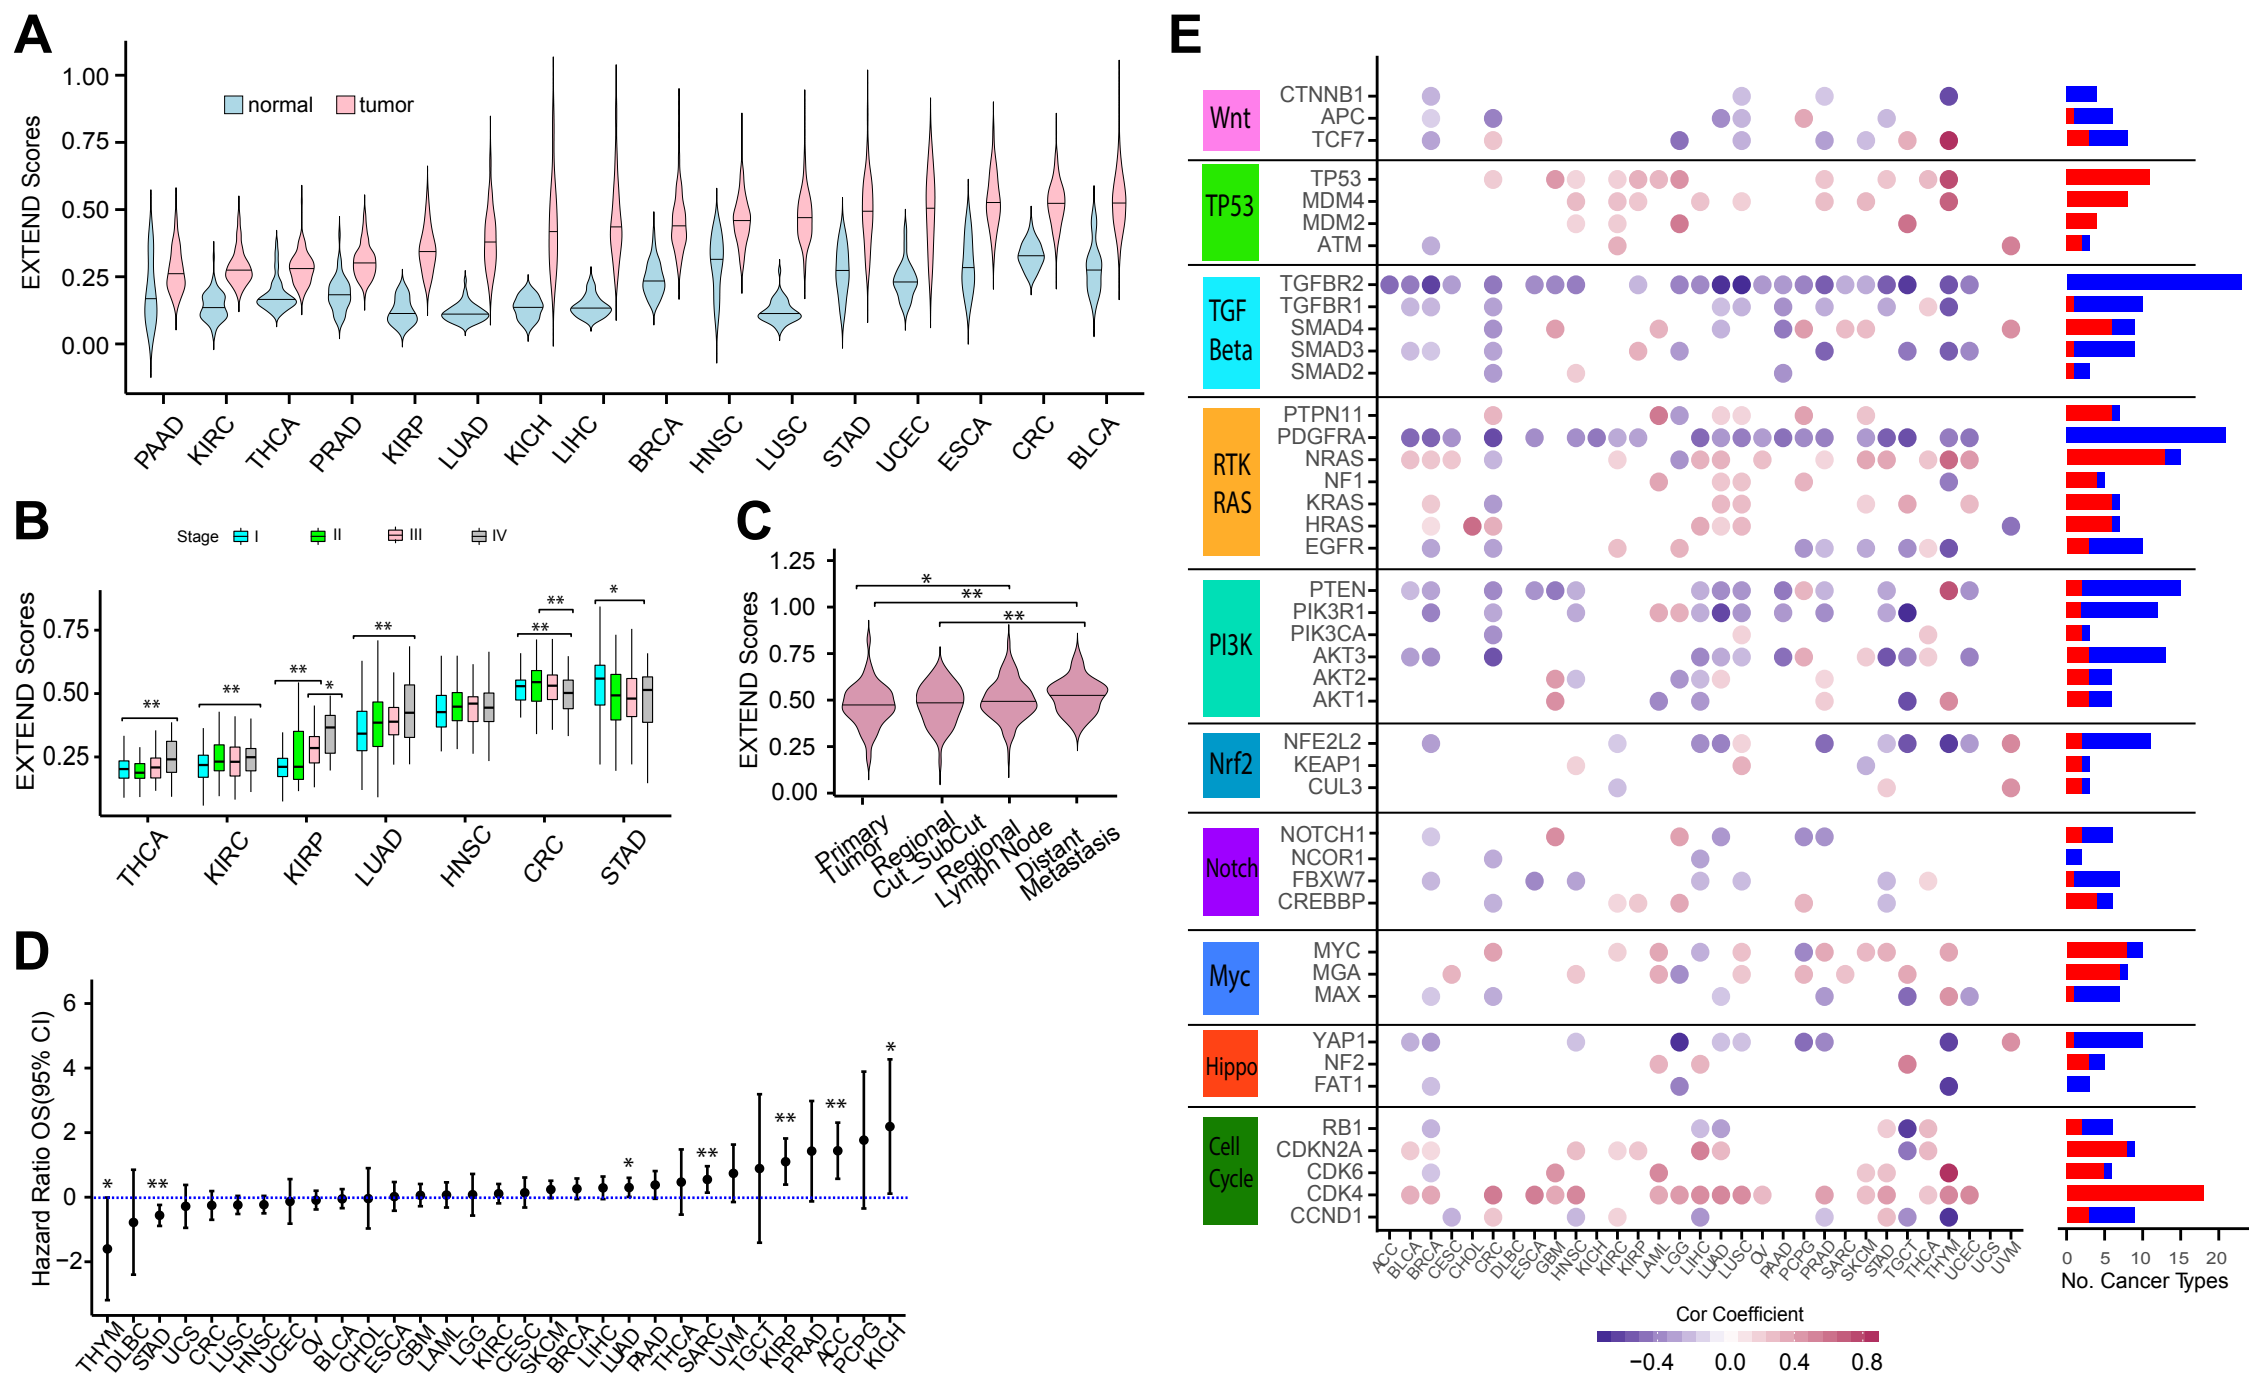 A
EXTEND Scores
1.00
0.75
0.50
0.25
0.00
normal
tumor
PAAD
KIRC
THCA
PRAD
KIRP
LUAD
KICH
LIHC
BRCA
HNSC
LUSC
STAD
UCEC
ESCA
CRC
BLCA
B
Stage
I
II
III
IV
EXTEND Scores
0.75
0.50
0.25
**
**
**
*
**
**
**
*
THCA
KIRC
KIRP
LUAD
HNSC
CRC
STAD
C
EXTEND Scores
1.25
1.00
0.75
0.50
0.25
0.00
*
**
**
Primary
Tumor
Regional
Cut_SubCut
Regional
Lymph Node
Distant
Metastasis
D
Hazard Ratio OS(95% CI)
6
4
2
0
−2
*
**
*
**
**
**
*
THYM
DLBC
STAD
UCS
CRC
LUSC
HNSC
UCEC
OV
BLCA
CHOL
ESCA
GBM
LAML
LGG
KIRC
CESC
SKCM
BRCA
LIHC
LUAD
PAAD
THCA
SARC
UVM
TGCT
KIRP
PRAD
ACC
PCPG
KICH
E
Wnt
CTNNB1
APC
TCF7
TP53
TP53
MDM4
MDM2
ATM
TGF
Beta
TGFBR2
TGFBR1
SMAD4
SMAD3
SMAD2
RTK
RAS
PTPN11
PDGFRA
NRAS
NF1
KRAS
HRAS
EGFR
PI3K
PTEN
PIK3R1
PIK3CA
AKT3
AKT2
AKT1
Nrf2
NFE2L2
KEAP1
CUL3
Notch
NOTCH1
NCOR1
FBXW7
CREBBP
Myc
MYC
MGA
MAX
Hippo
YAP1
NF2
FAT1
Cell
Cycle
RB1
CDKN2A
CDK6
CDK4
CCND1
ACC
BLCA
BRCA
CESC
CHOL
CRC
DLBC
ESCA
GBM
HNSC
KICH
KIRC
KIRP
LAML
LGG
LIHC
LUAD
LUSC
OV
PAAD
PCPG
PRAD
SARC
SKCM
STAD
TGCT
THCA
THYM
UCEC
UCS
UVM
0 5 10 15 20
No. Cancer Types
Cor Coefficient
−0.4 0.0 0.4 0.8